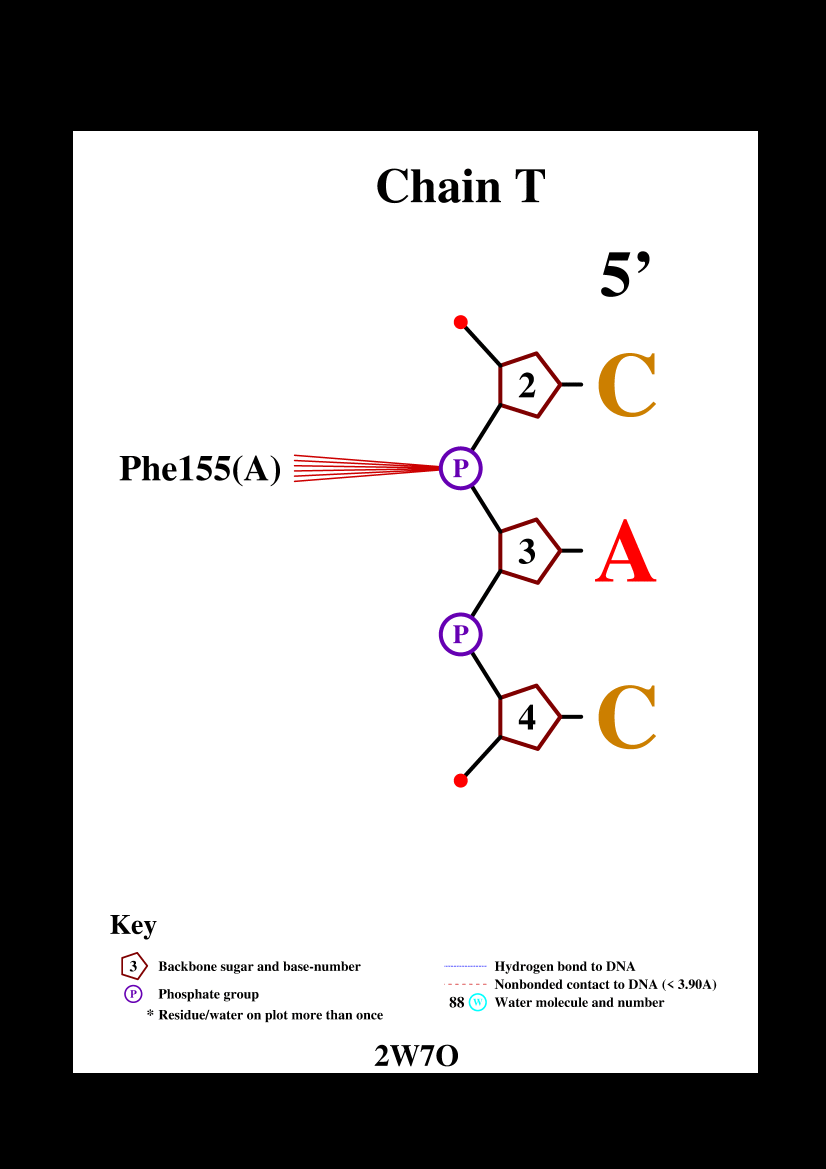 Chain T
5’
2 C
Phe155(A) P
3 A
P
4 C
Key
3 Backbone sugar and base-number
P Phosphate group
* Residue/water on plot more than once
Hydrogen bond to DNA
Nonbonded contact to DNA (< 3.90A)
88 W Water molecule and number
2W7O